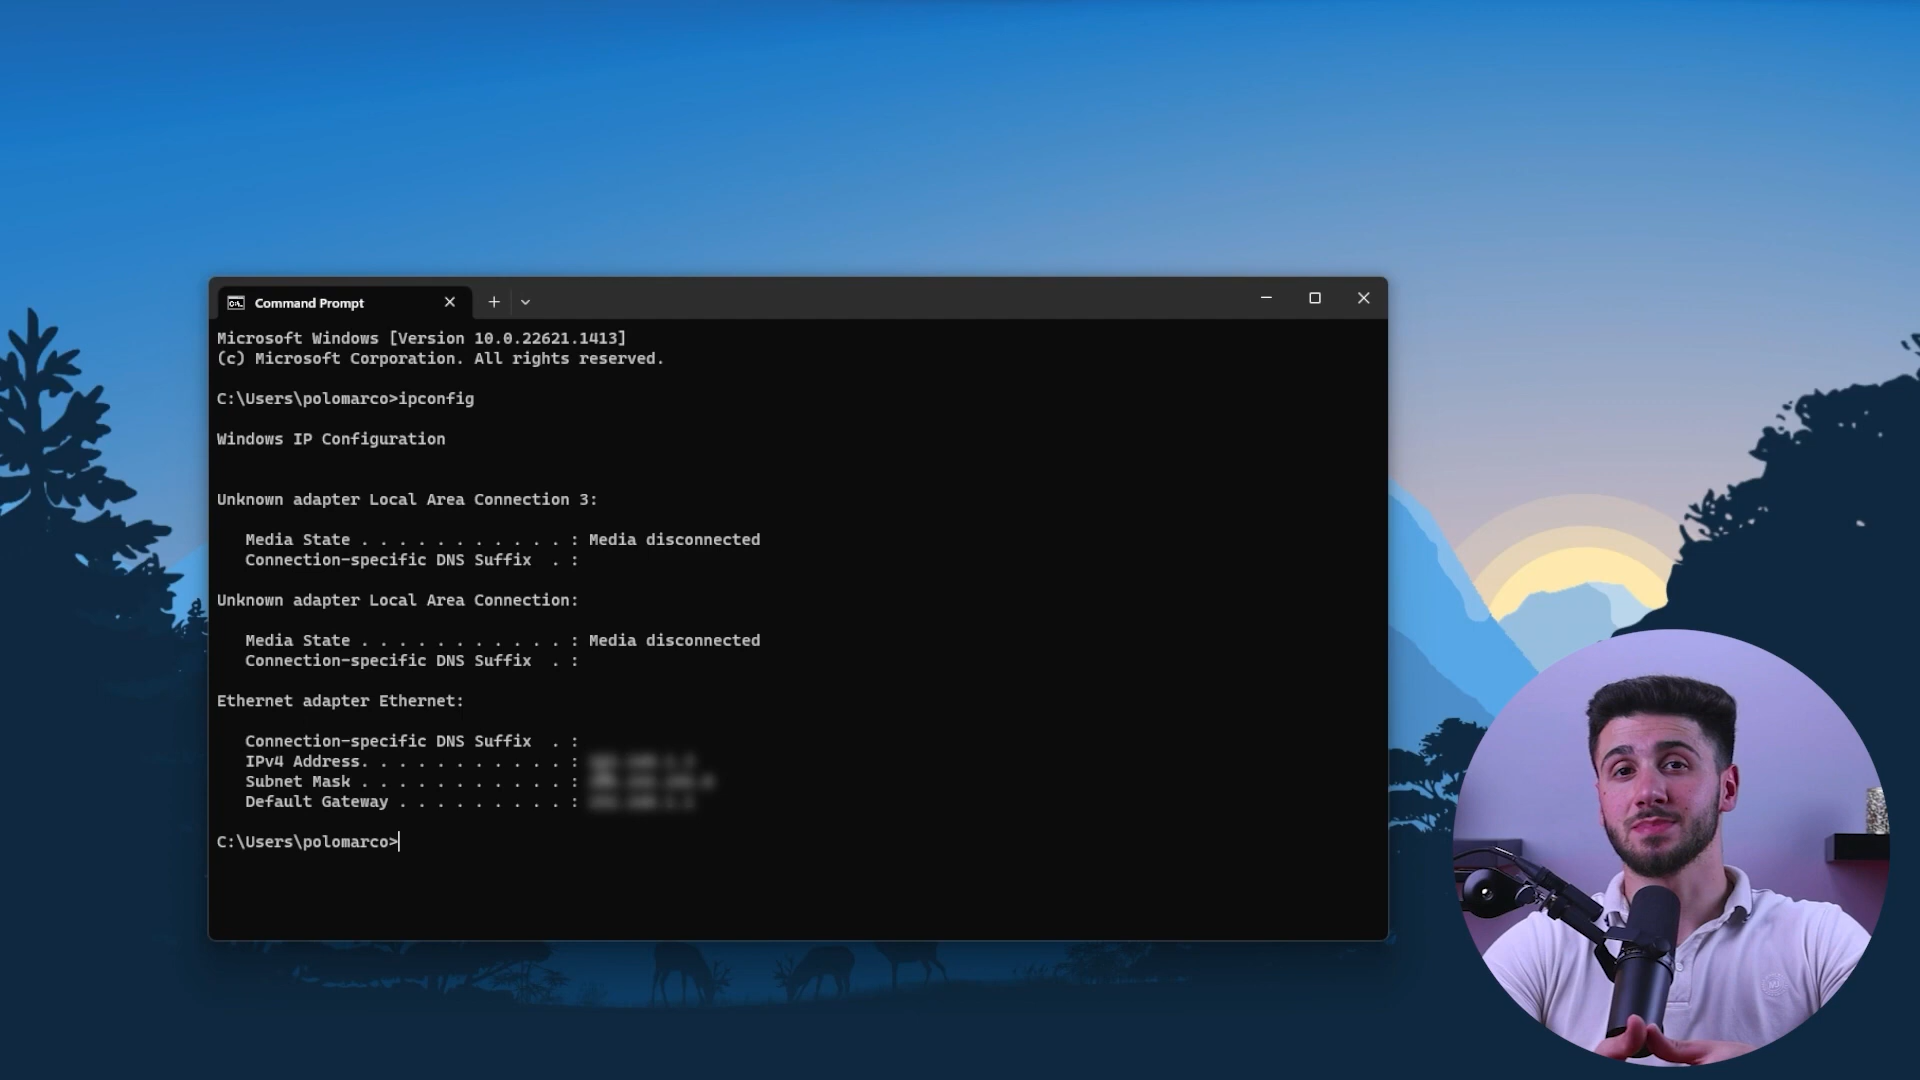 Command Prompt
Microsoft Windows [Version 10.0.22621.1413]
(c) Microsoft Corporation. All rights reserved.
C:\Users\polomarco>ipconfig
Windows IP Configuration
Unknown adapter Local Area Connection 3:
Media State . . . . . . . . . . . : Media disconnected
Connection-specific DNS Suffix  . :
Unknown adapter Local Area Connection:
Media State . . . . . . . . . . . : Media disconnected
Connection-specific DNS Suffix  . :
Ethernet adapter Ethernet:
Connection-specific DNS Suffix  . :
IPv4 Address. . . . . . . . . . . :
Subnet Mask . . . . . . . . . . . :
Default Gateway . . . . . . . . . :
C:\Users\polomarco>